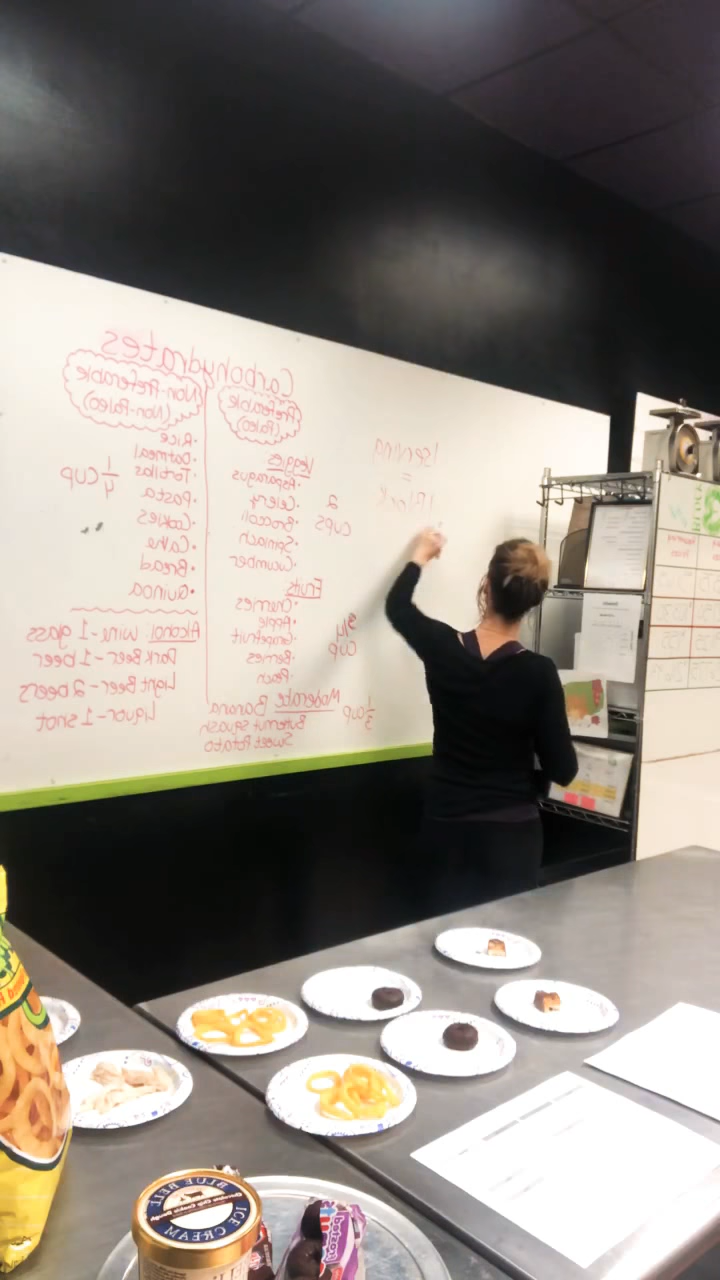 Carbohydrates
Preferable
(Paleo)
Veggies
•Asparagus
•Celery
•Broccoli
•Spinach
•Cucumber
2
cups
Fruits
•Cherries
•Apple
•Grapefruit
•Berries
•Peach
3/4
cup
Moderate Banana
Butternut squash
Sweet Potato
1/3 cup
Non-Preferable
(Non-Paleo)
•Rice
•Oatmeal
•Tortillas
•Pasta
•Cookies
•Cake
•Bread
•Quinoa
1/4 cup
Alcohol: Wine-1 glass
Dark Beer-1 beer
Light Beer-2 beers
Liquor-1 shot
1 serving
=
1 Block
BLUE BELL
ICE CREAM